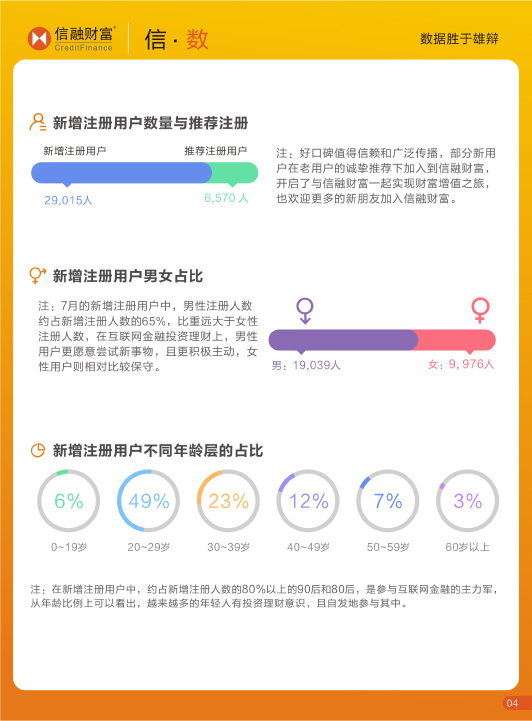 信融财富
CreditFinance
信·数
数据胜于雄辩
新增注册用户数量与推荐注册
新增注册用户
推荐注册用户
29,015人
6,570 人
注：好口碑值得信赖和广泛传播，部分新用
户在老用户的诚挚推荐下加入到信融财富，
开启了与信融财富一起实现财富增值之旅，
也欢迎更多的新朋友加入信融财富。
新增注册用户男女占比
注：7月的新增注册用户中，男性注册人数
约占新增注册人数的65%，比重远大于女性
注册人数，在互联网金融投资理财上，男性
用户更愿意尝试新事物，且更积极主动，女
性用户则相对比较保守。
男：19,039人
女：9,976人
新增注册用户不同年龄层的占比
6%
49%
23%
12%
7%
3%
0~19岁
20~29岁
30~39岁
40~49岁
50~59岁
60岁以上
注：在新增注册用户中，约占新增注册人数的80%以上的90后和80后，是参与互联网金融的主力军，
从年龄比例上可以看出，越来越多的年轻人有投资理财意识，且自发地参与其中。
04